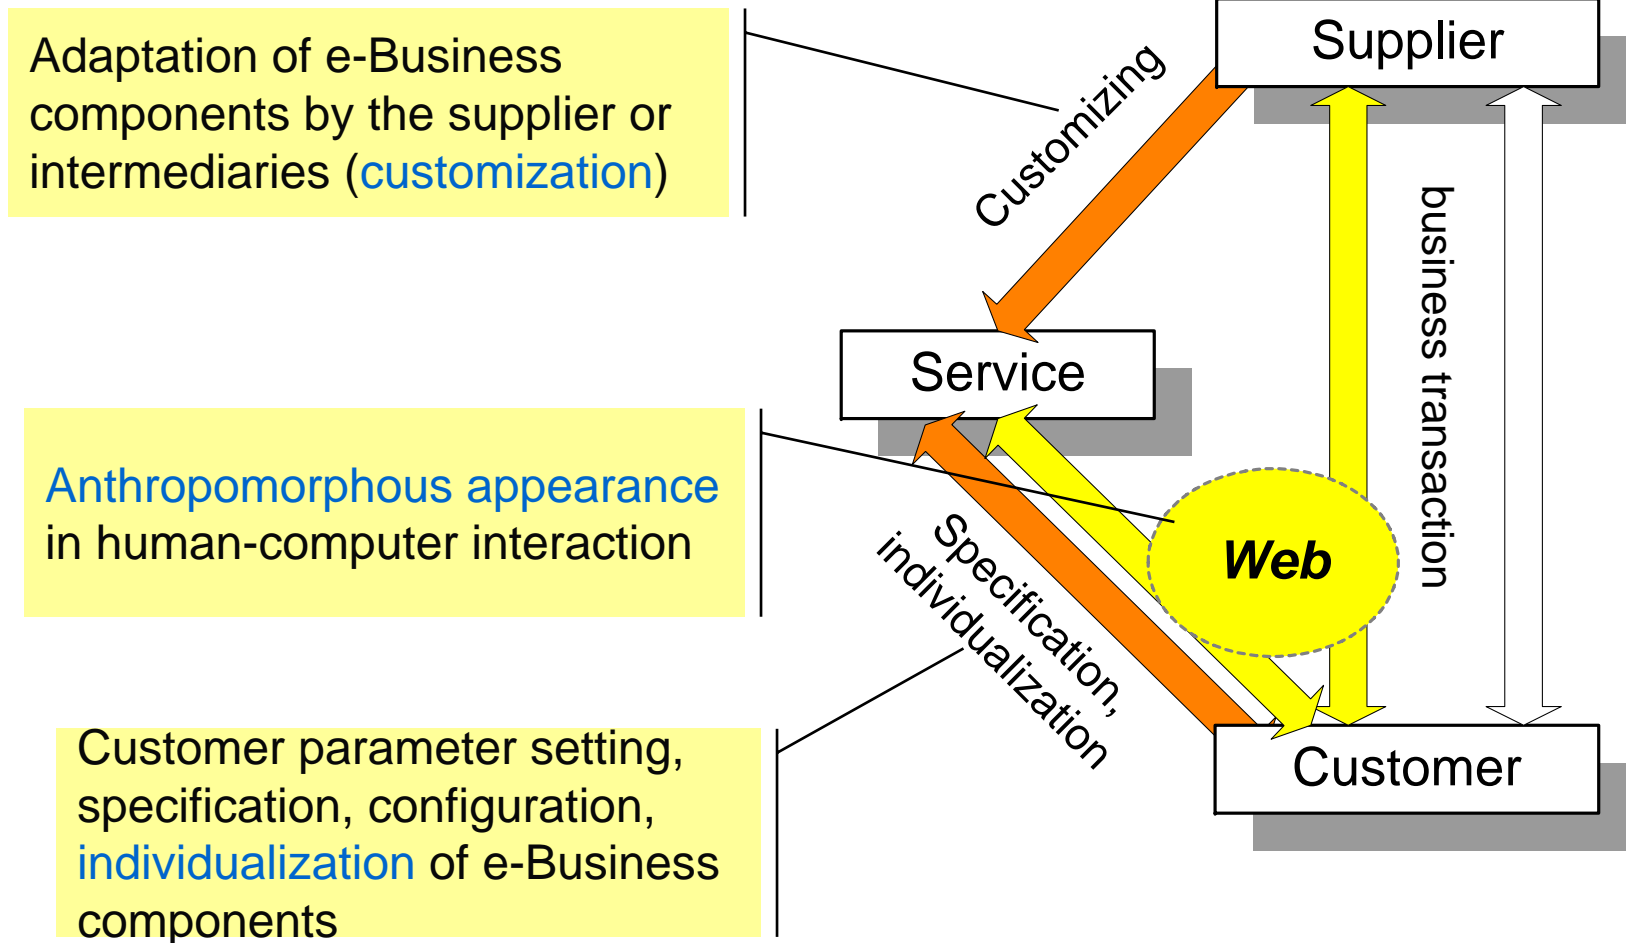 Adaptation of e-Business
components by the supplier or
intermediaries (customization)
Supplier
Customizing
business transaction
Service
Anthropomorphous appearance
in human-computer interaction
Web
Specification,
individualization
Customer parameter setting,
specification, configuration,
individualization of e-Business
components
Customer